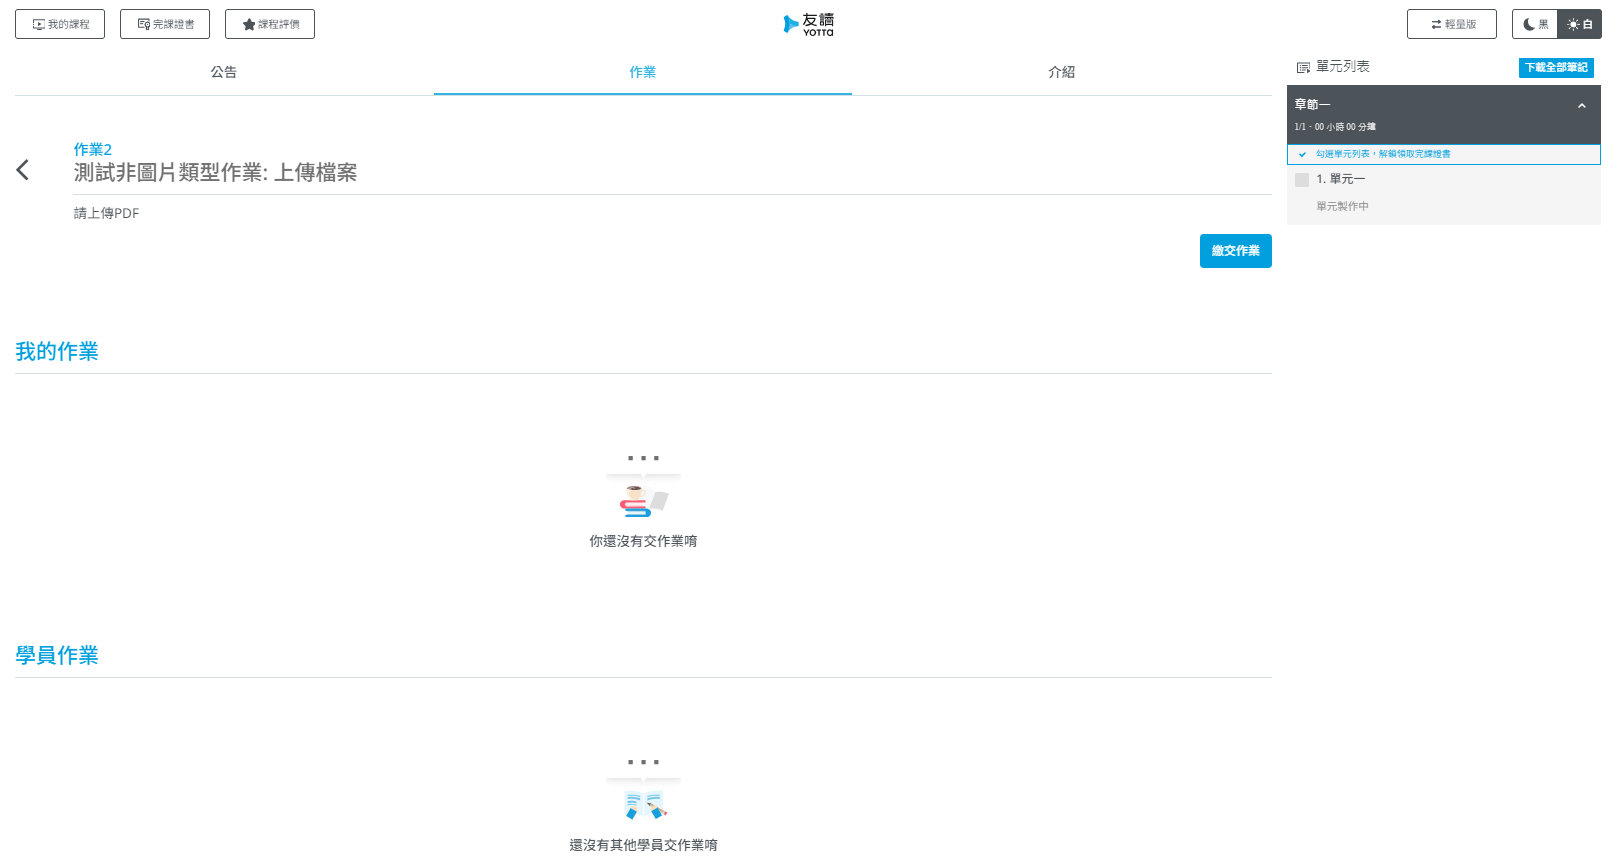 我的課程
完課證書
課程評價
友讀
YOTTA
輕量版
黑
白
公告
作業
介紹
單元列表
下載全部筆記
章節一
1/1 - 00 小時 00 分鐘
勾選單元列表，解鎖領取完課證書
1. 單元一
單元製作中
作業2
測試非圖片類型作業: 上傳檔案
請上傳PDF
繳交作業
我的作業
你還沒有交作業唷
學員作業
還沒有其他學員交作業唷